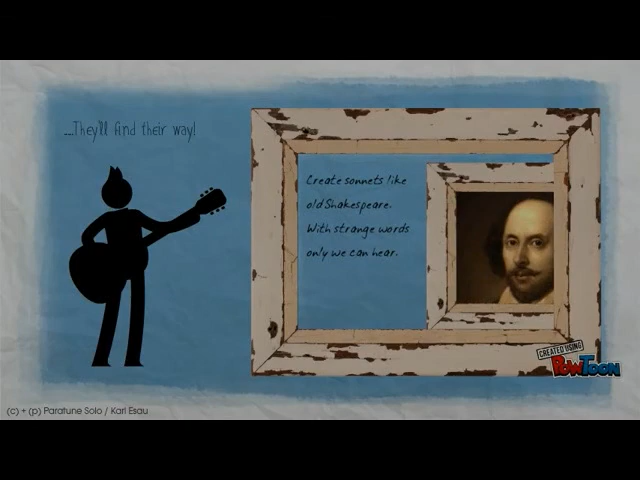 ...They'll find their way!
Create sonnets like
old Shakespeare.
With strange words
only we can hear.
CREATED USING
POWTOON
(c) + (p) Paratune Solo / Karl Esau